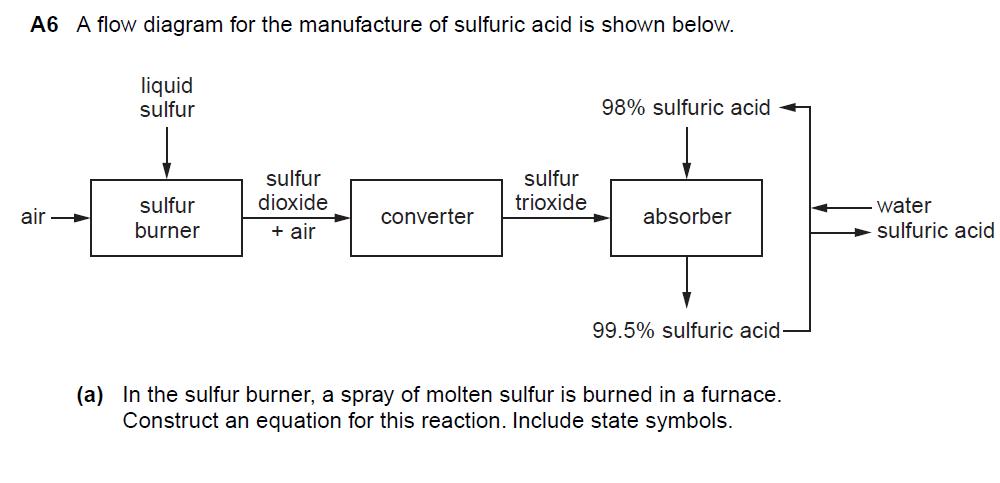 A6 A flow diagram for the manufacture of sulfuric acid is shown below.
liquid
sulfur
98% sulfuric acid
sulfur
dioxide
+ air
sulfur
trioxide
air
sulfur
burner
converter
absorber
water
sulfuric acid
99.5% sulfuric acid
(a) In the sulfur burner, a spray of molten sulfur is burned in a furnace.
Construct an equation for this reaction. Include state symbols.